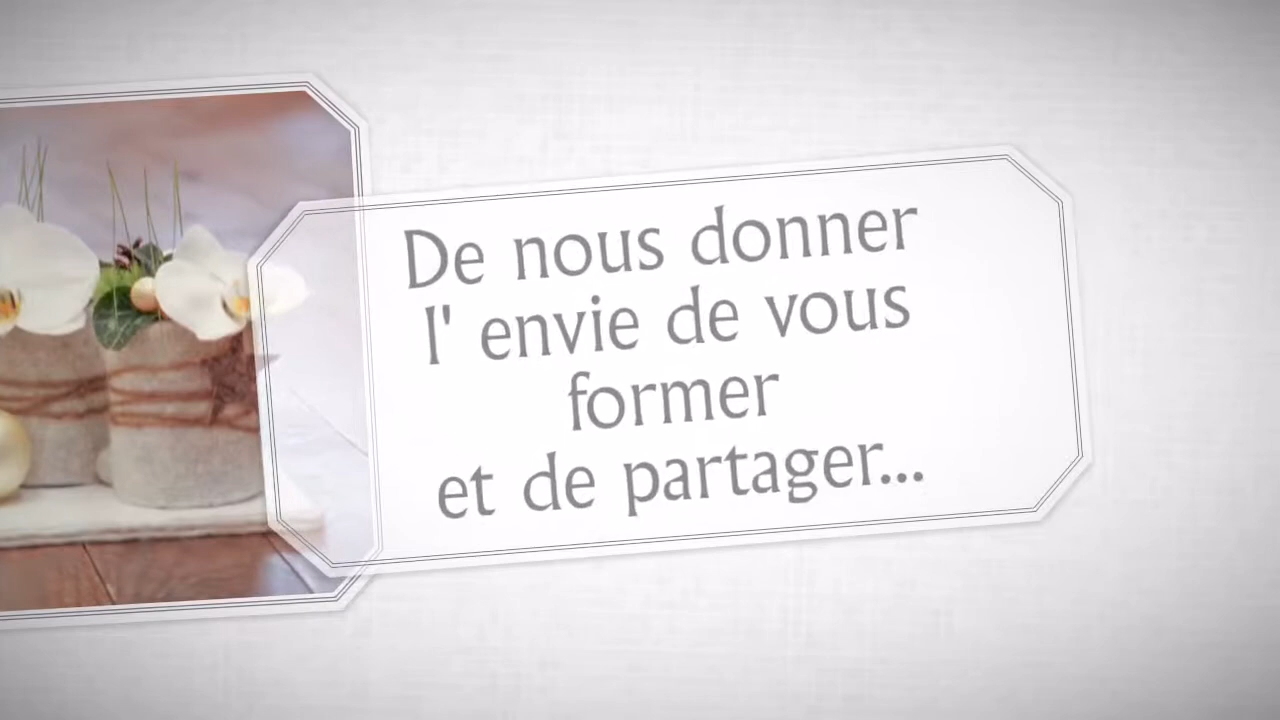 De nous donner
l' envie de vous
former
et de partager...